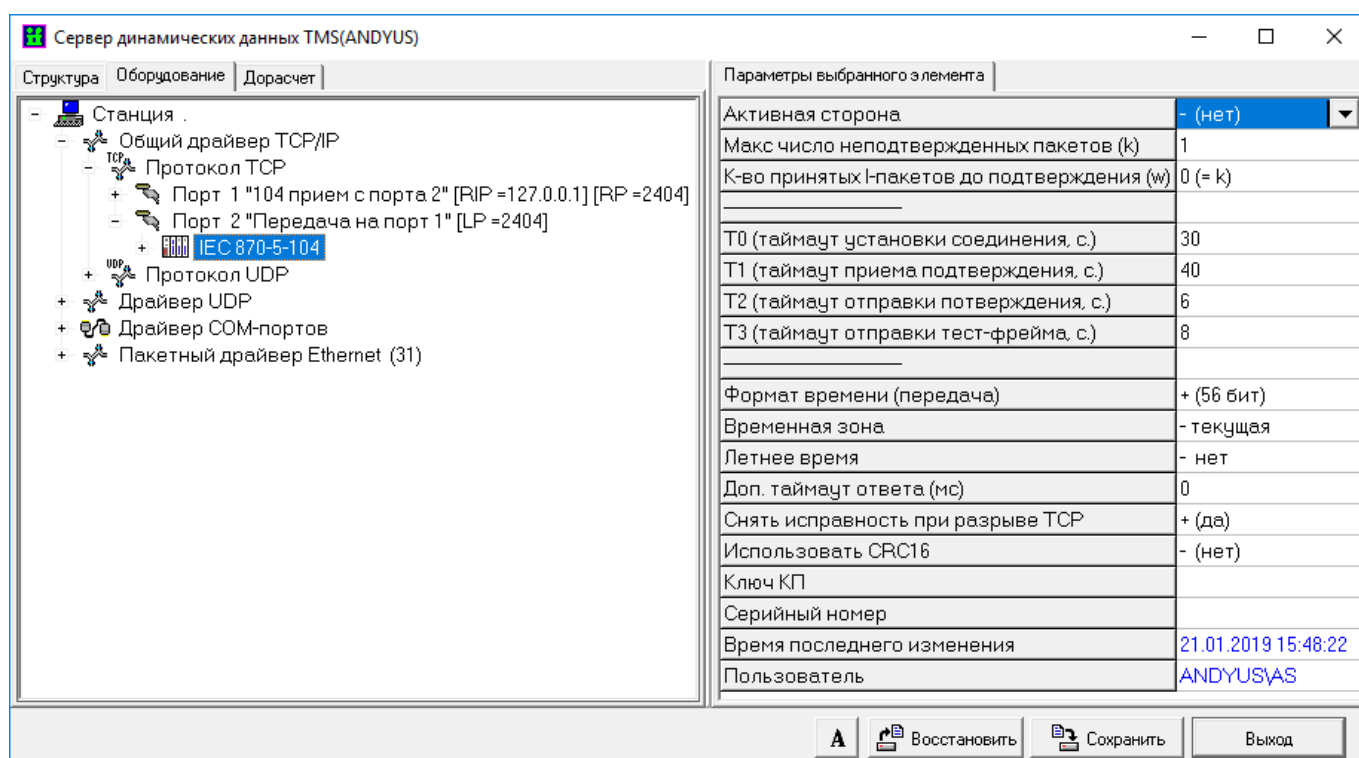 Сервер динамических данных TMS(ANDYUS)
Структура Оборудование Дорасчет
Станция .
Общий драйвер TCP/IP
TCP Протокол TCP
Порт 1 "104 прием с порта 2" [RIP =127.0.0.1] [RP =2404]
Порт 2 "Передача на порт 1" [LP =2404]
IEC 870-5-104
UDP Протокол UDP
Драйвер UDP
Драйвер COM-портов
Пакетный драйвер Ethernet (31)
Параметры выбранного элемента
Активная сторона - (нет)
Макс число неподтвержденных пакетов (k) 1
К-во принятых I-пакетов до подтверждения (w) 0 (= k)
T0 (таймаут установки соединения, с.) 30
T1 (таймаут приема подтверждения, с.) 40
T2 (таймаут отправки потверждения, с.) 6
T3 (таймаут отправки тест-фрейма, с.) 8
Формат времени (передача) + (56 бит)
Временная зона - текущая
Летнее время - нет
Доп. таймаут ответа (мс) 0
Снять исправность при разрыве TCP + (да)
Использовать CRC16 - (нет)
Ключ КП
Серийный номер
Время последнего изменения 21.01.2019 15:48:22
Пользователь ANDYUS\AS
A Восстановить Сохранить Выход